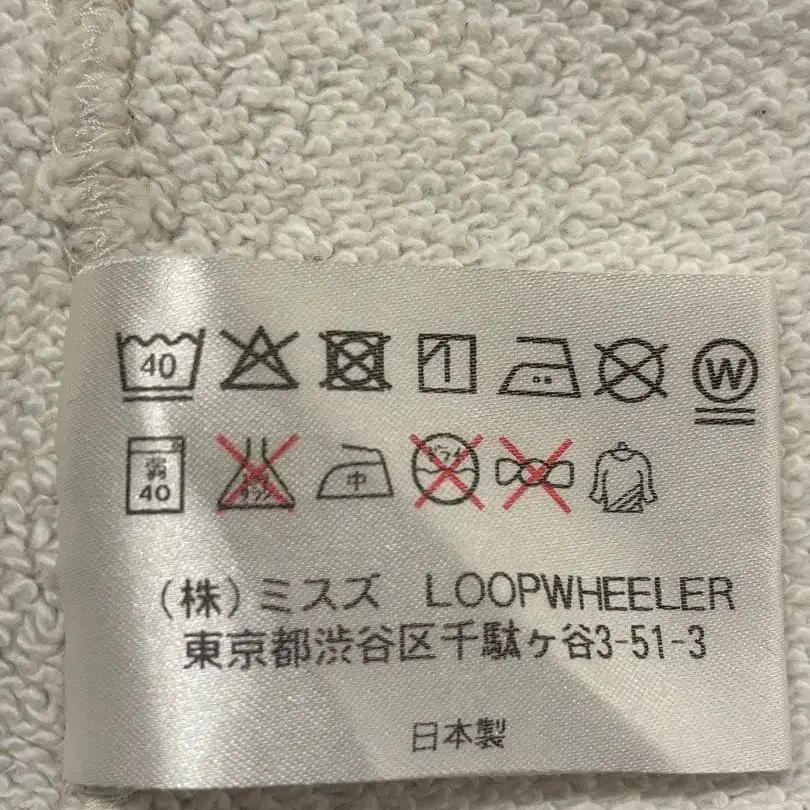 40 W
弱 中
40
(株)ミスズ LOOPWHEELER
東京都渋谷区千駄ヶ谷3-51-3
日本製